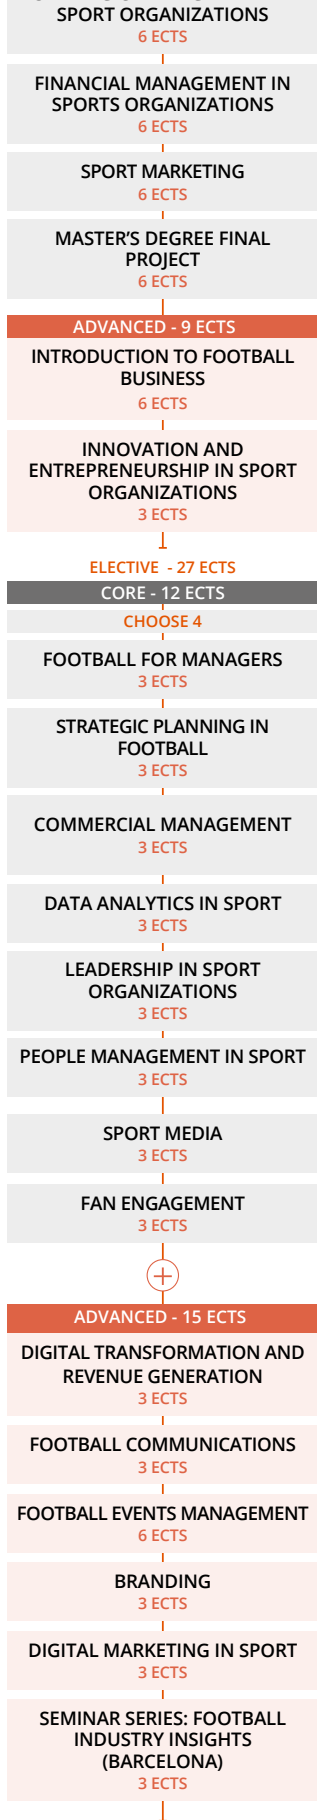 SPORT ORGANIZATIONS
6 ECTS
FINANCIAL MANAGEMENT IN
SPORTS ORGANIZATIONS
6 ECTS
SPORT MARKETING
6 ECTS
MASTER'S DEGREE FINAL
PROJECT
6 ECTS
ADVANCED - 9 ECTS
INTRODUCTION TO FOOTBALL
BUSINESS
6 ECTS
INNOVATION AND
ENTREPRENEURSHIP IN SPORT
ORGANIZATIONS
3 ECTS
ELECTIVE - 27 ECTS
CORE - 12 ECTS
CHOOSE 4
FOOTBALL FOR MANAGERS
3 ECTS
STRATEGIC PLANNING IN
FOOTBALL
3 ECTS
COMMERCIAL MANAGEMENT
3 ECTS
DATA ANALYTICS IN SPORT
3 ECTS
LEADERSHIP IN SPORT
ORGANIZATIONS
3 ECTS
PEOPLE MANAGEMENT IN SPORT
3 ECTS
SPORT MEDIA
3 ECTS
FAN ENGAGEMENT
3 ECTS
ADVANCED - 15 ECTS
DIGITAL TRANSFORMATION AND
REVENUE GENERATION
3 ECTS
FOOTBALL COMMUNICATIONS
3 ECTS
FOOTBALL EVENTS MANAGEMENT
6 ECTS
BRANDING
3 ECTS
DIGITAL MARKETING IN SPORT
3 ECTS
SEMINAR SERIES: FOOTBALL
INDUSTRY INSIGHTS
(BARCELONA)
3 ECTS